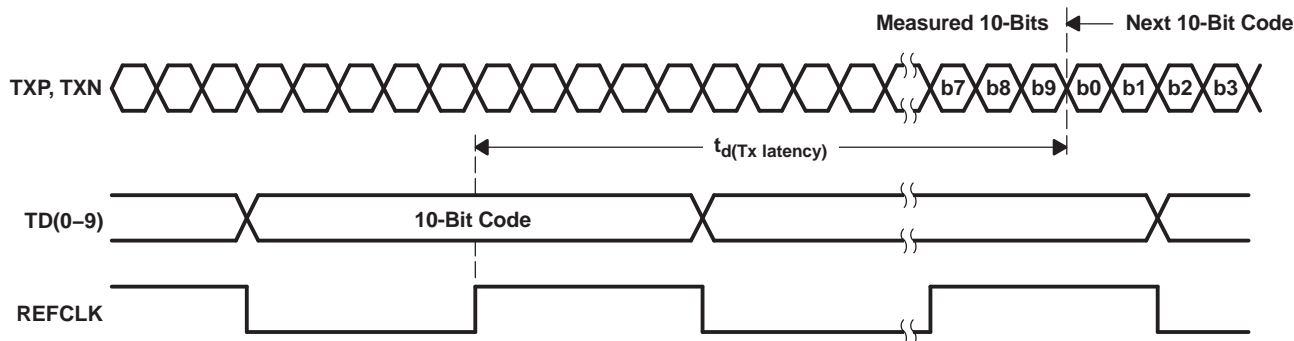 Measured 10-Bits Next 10-Bit Code
TXP, TXN b7 b8 b9 b0 b1 b2 b3
td(Tx latency)
TD(0–9) 10-Bit Code
REFCLK